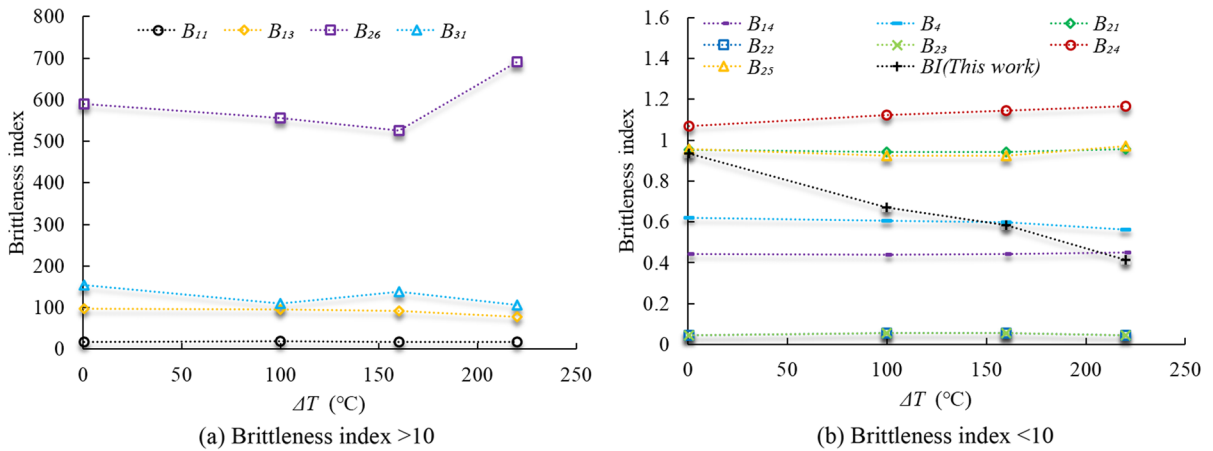 B11 B13 B26 B31
800
700
600
500
400
300
200
100
0
Brittleness index
0 50 100 150 200 250
ΔT (℃)
(a) Brittleness index >10
B14 B4 B21
B22 B23 B24
B25 BI(This work)
1.6
1.4
1.2
1
0.8
0.6
0.4
0.2
0
Brittleness index
0 50 100 150 200 250
ΔT (℃)
(b) Brittleness index <10